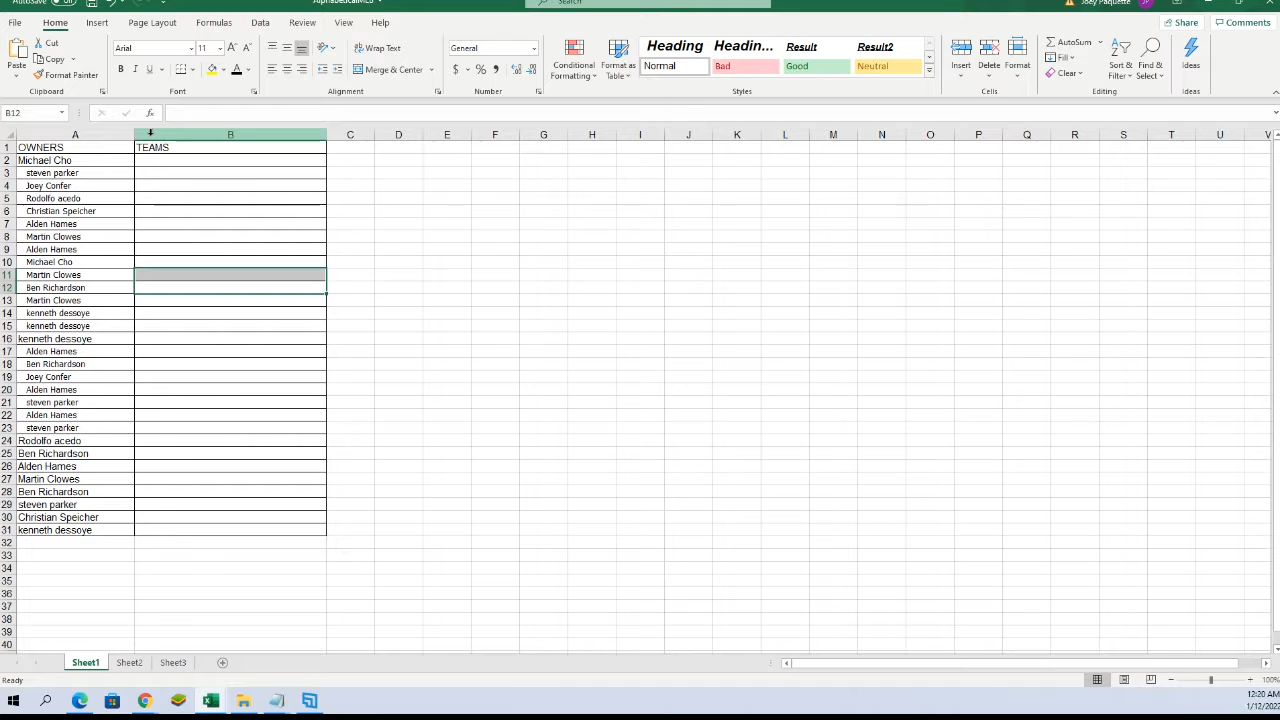 AutoSave Off AlphabeticalMLB Search Joey Paquette JP
File Home Insert Page Layout Formulas Data Review View Help Share Comments
Paste Cut Copy Format Painter Clipboard
Arial 11 A A B I U A Font
ab Wrap Text Merge & Center Alignment
General $ % , Number
Conditional Formatting Format as Table
Heading Headin... Result Result2
Normal Bad Good Neutral
Styles
Insert Delete Format Cells
AutoSum Fill Clear Sort & Filter Find & Select Editing
Ideas Ideas
B12 fx
A B C D E F G H I J K L M N O P Q R S T U V
1 OWNERS TEAMS
2 Michael Cho
3 steven parker
4 Joey Confer
5 Rodolfo acedo
6 Christian Speicher
7 Alden Hames
8 Martin Clowes
9 Alden Hames
10 Michael Cho
11 Martin Clowes
12 Ben Richardson
13 Martin Clowes
14 kenneth dessoye
15 kenneth dessoye
16 kenneth dessoye
17 Alden Hames
18 Ben Richardson
19 Joey Confer
20 Alden Hames
21 steven parker
22 Alden Hames
23 steven parker
24 Rodolfo acedo
25 Ben Richardson
26 Alden Hames
27 Martin Clowes
28 Ben Richardson
29 steven parker
30 Christian Speicher
31 kenneth dessoye
32
33
34
35
36
37
38
39
40
Sheet1 Sheet2 Sheet3
Ready 100%
12:20 AM
1/12/2022